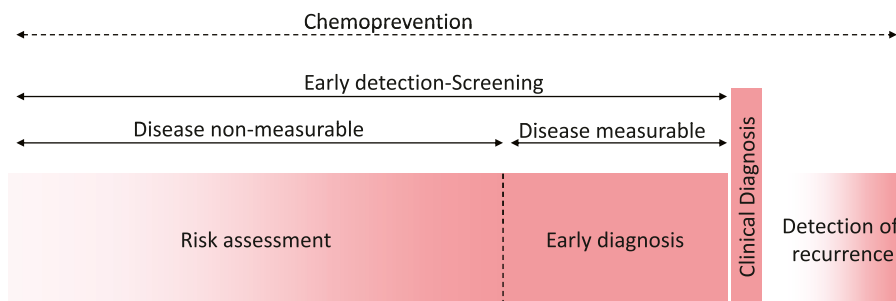 Chemoprevention
Early detection-Screening
Disease non-measurable
Disease measurable
Clinical Diagnosis
Risk assessment
Early diagnosis
Detection of
recurrence